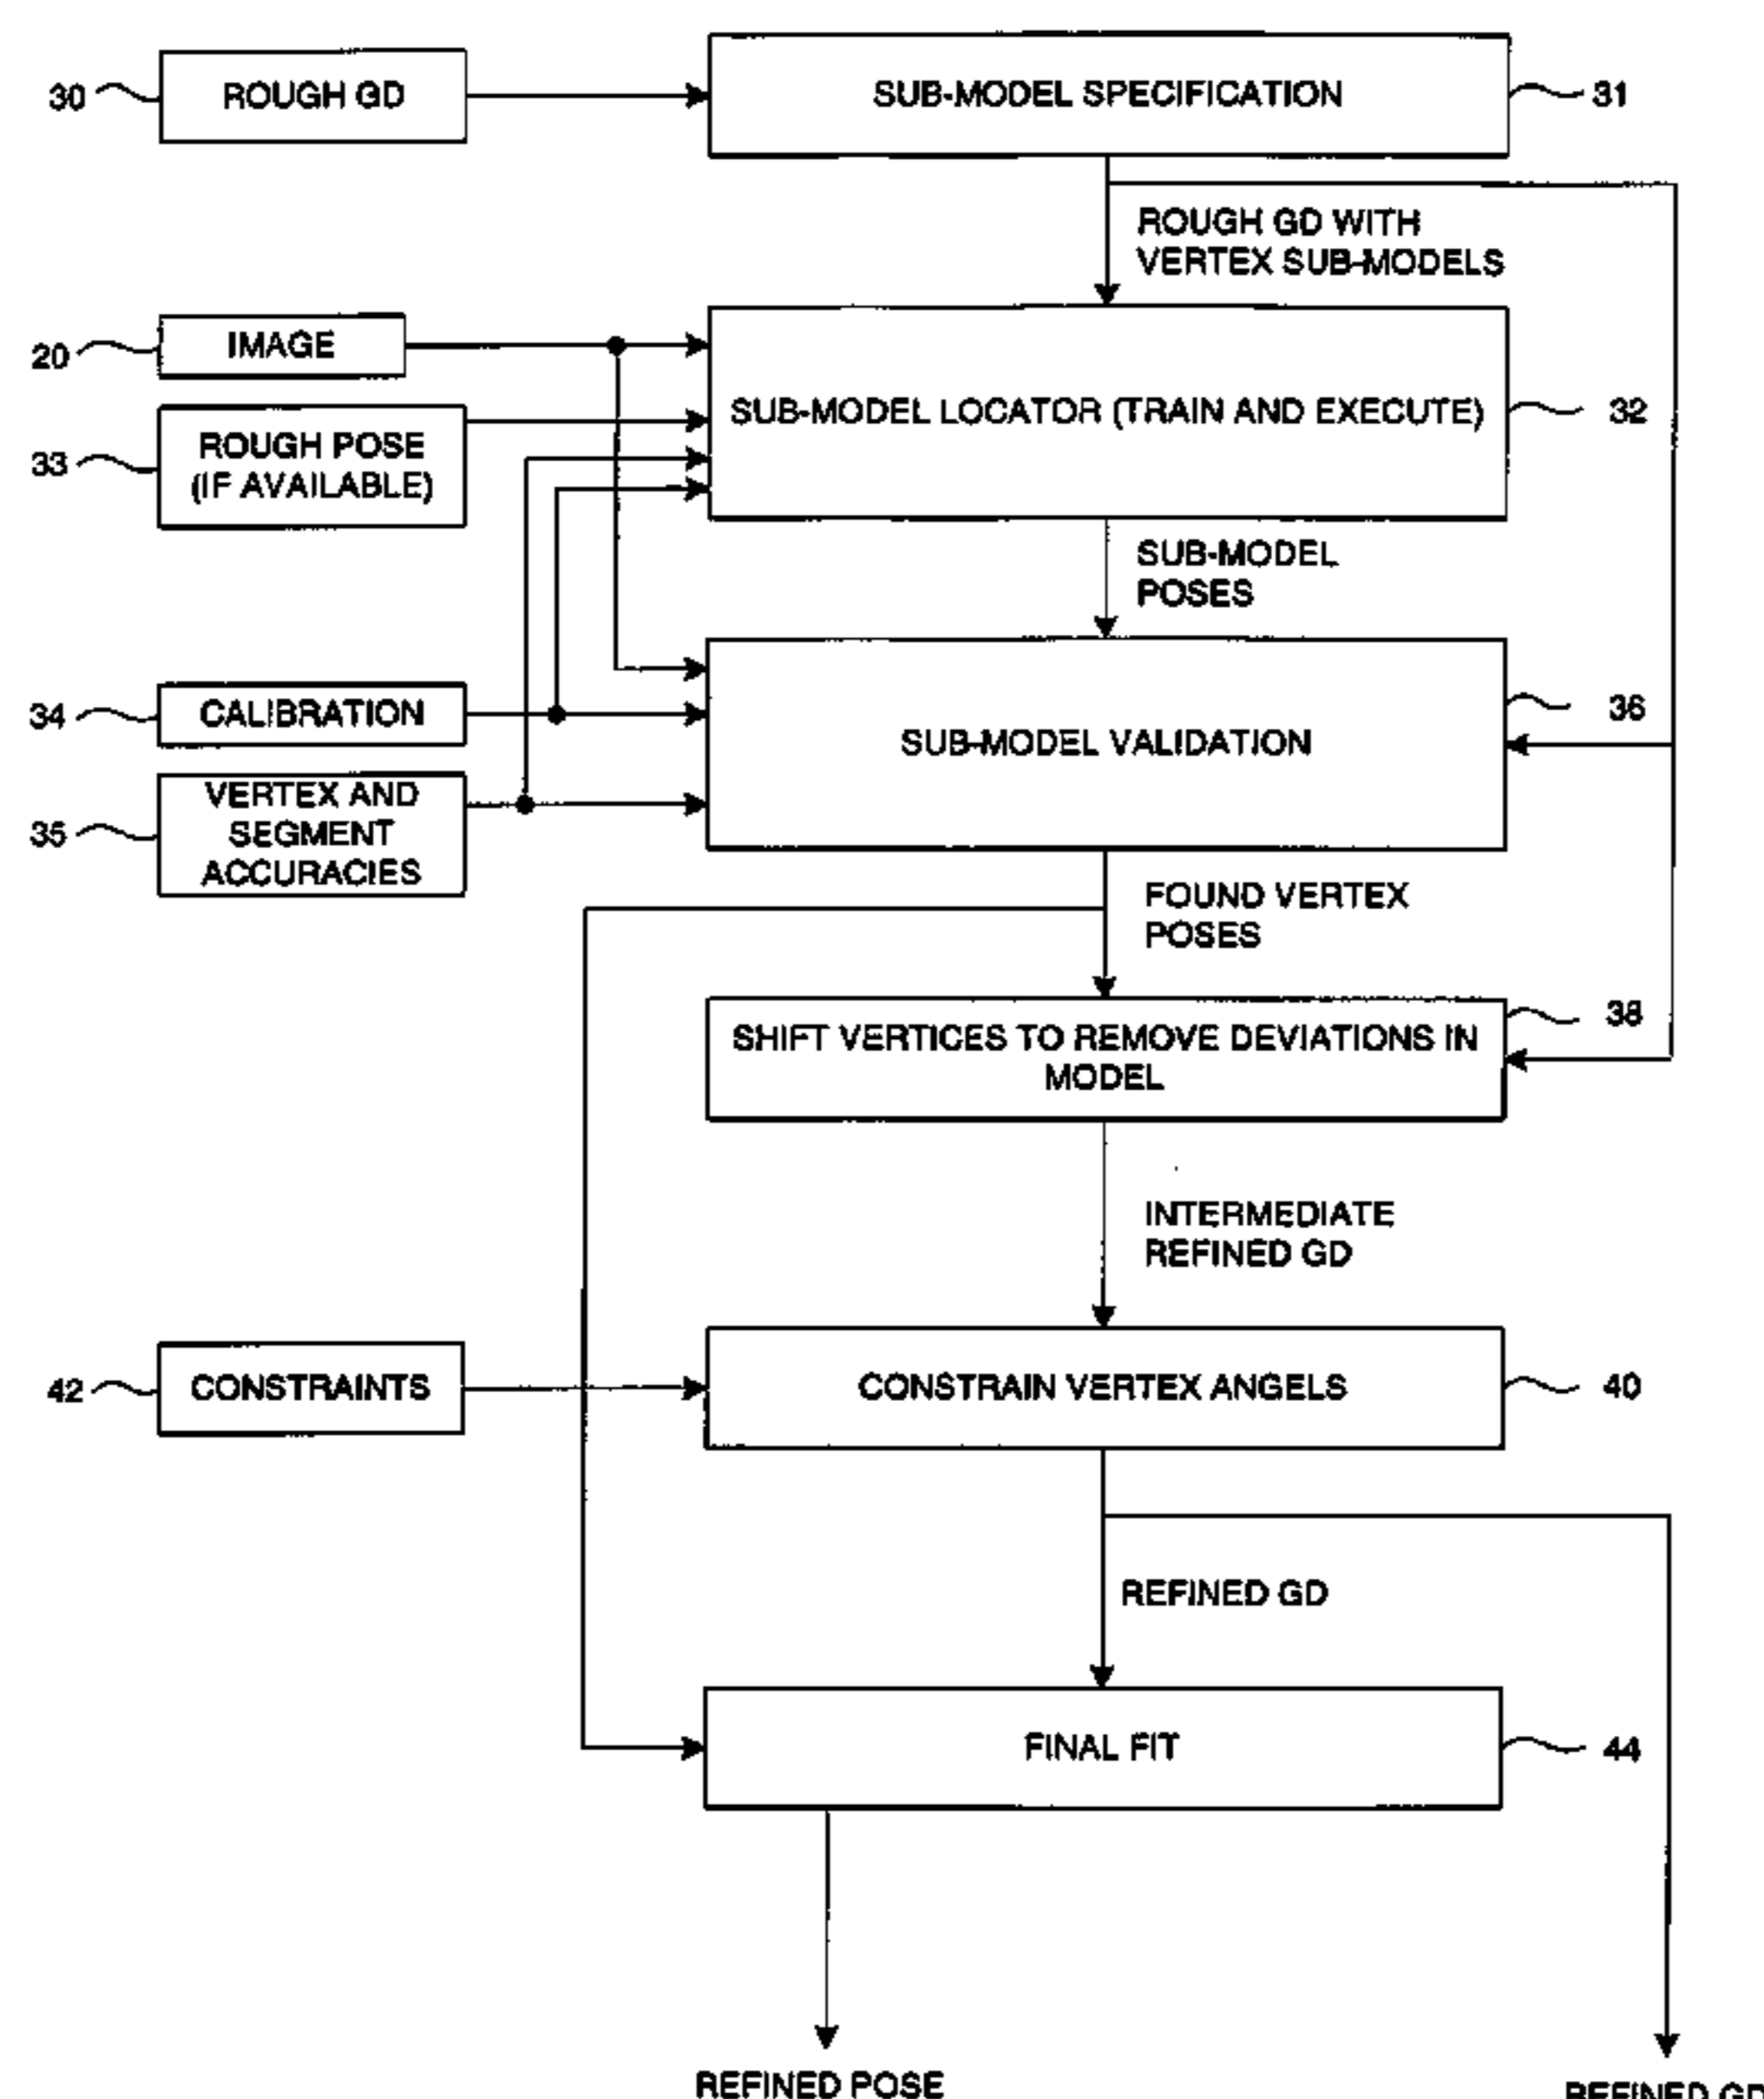 30
ROUGH GD
SUB-MODEL SPECIFICATION
31
ROUGH GD WITH
VERTEX SUB-MODELS
20
IMAGE
33
ROUGH POSE
(IF AVAILABLE)
SUB-MODEL LOCATOR (TRAIN AND EXECUTE)
32
SUB-MODEL
POSES
34
CALIBRATION
35
VERTEX AND
SEGMENT
ACCURACIES
SUB-MODEL VALIDATION
36
FOUND VERTEX
POSES
SHIFT VERTICES TO REMOVE DEVIATIONS IN
MODEL
38
INTERMEDIATE
REFINED GD
42
CONSTRAINTS
CONSTRAIN VERTEX ANGELS
40
REFINED GD
FINAL FIT
44
REFINED POSE
REFINED GD